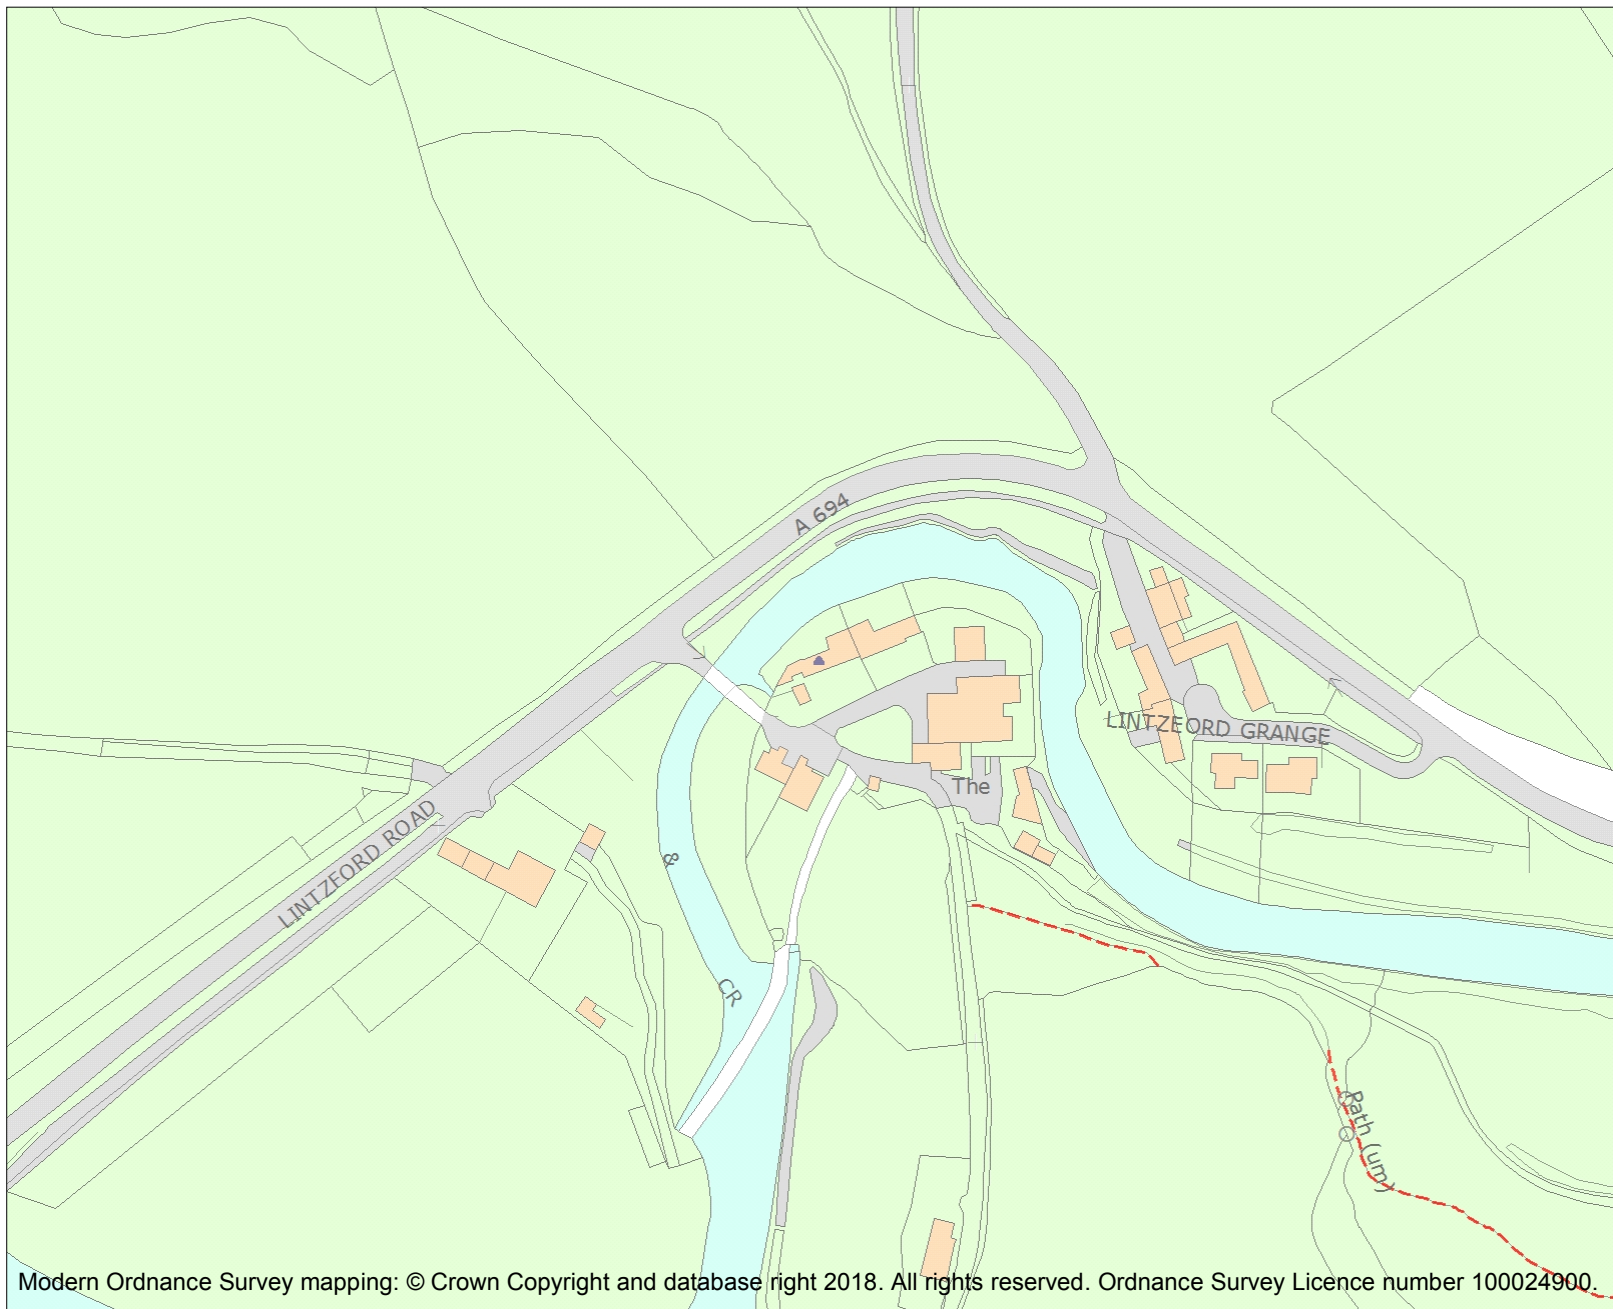 A 694
LINTZFORD GRANGE
The
LINTZFORD ROAD
&
CR
Path (um)
Modern Ordnance Survey mapping: © Crown Copyright and database right 2018. All rights reserved. Ordnance Survey Licence number 100024900.